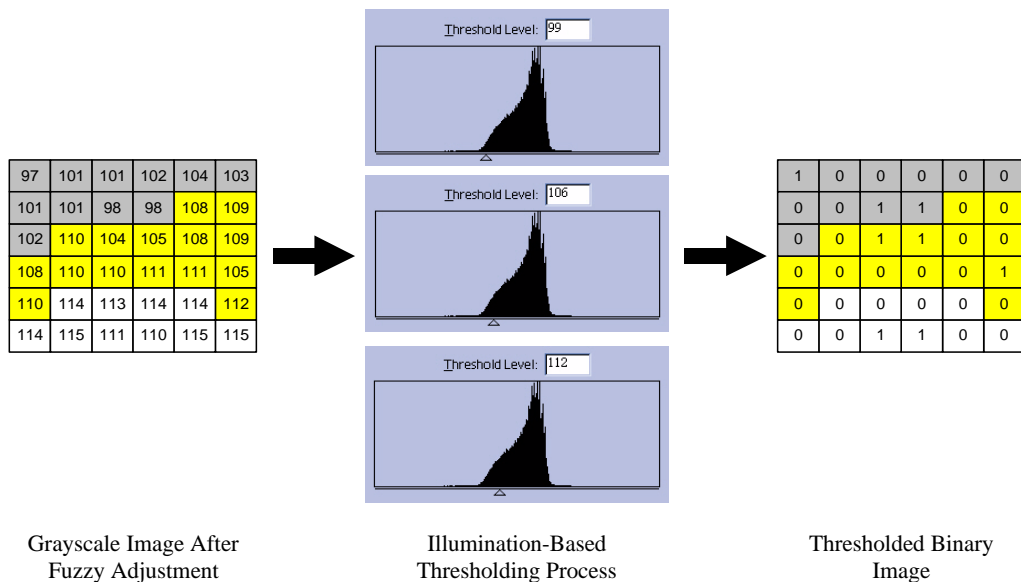 Threshold Level: 99
Threshold Level: 106
Threshold Level: 112
97 101 101 102 104 103
101 101 98 98 108 109
102 110 104 105 108 109
108 110 110 111 111 105
110 114 113 114 114 112
114 115 111 110 115 115
1 0 0 0 0 0
0 0 1 1 0 0
0 0 1 1 0 0
0 0 0 0 0 1
0 0 0 0 0 0
0 0 1 1 0 0
Grayscale Image After
Fuzzy Adjustment
Illumination-Based
Thresholding Process
Thresholded Binary
Image